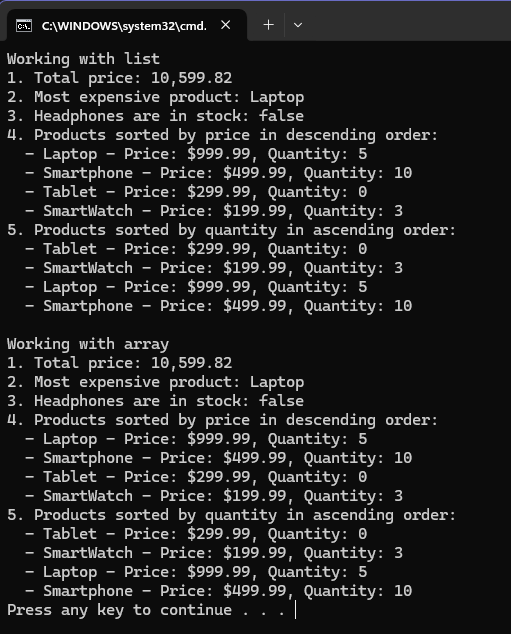 C:\WINDOWS\system32\cmd.
Working with list
1. Total price: 10,599.82
2. Most expensive product: Laptop
3. Headphones are in stock: false
4. Products sorted by price in descending order:
  - Laptop - Price: $999.99, Quantity: 5
  - Smartphone - Price: $499.99, Quantity: 10
  - Tablet - Price: $299.99, Quantity: 0
  - SmartWatch - Price: $199.99, Quantity: 3
5. Products sorted by quantity in ascending order:
  - Tablet - Price: $299.99, Quantity: 0
  - SmartWatch - Price: $199.99, Quantity: 3
  - Laptop - Price: $999.99, Quantity: 5
  - Smartphone - Price: $499.99, Quantity: 10

Working with array
1. Total price: 10,599.82
2. Most expensive product: Laptop
3. Headphones are in stock: false
4. Products sorted by price in descending order:
  - Laptop - Price: $999.99, Quantity: 5
  - Smartphone - Price: $499.99, Quantity: 10
  - Tablet - Price: $299.99, Quantity: 0
  - SmartWatch - Price: $199.99, Quantity: 3
5. Products sorted by quantity in ascending order:
  - Tablet - Price: $299.99, Quantity: 0
  - SmartWatch - Price: $199.99, Quantity: 3
  - Laptop - Price: $999.99, Quantity: 5
  - Smartphone - Price: $499.99, Quantity: 10
Press any key to continue . . .